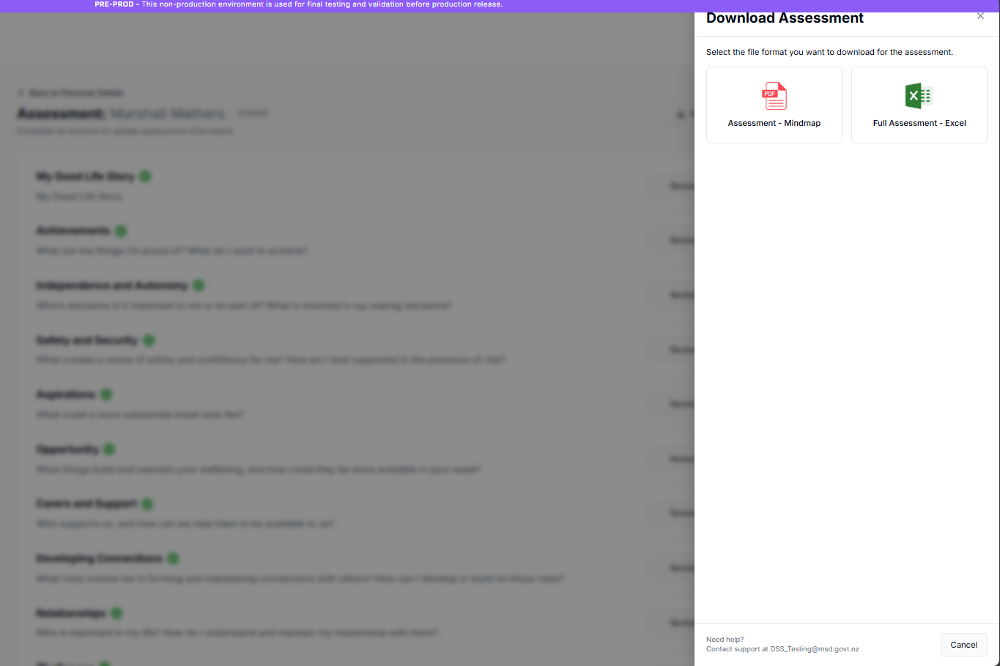 PRE-PROD - This non-production environment is used for final testing and validation before production release.
Download Assessment
Select the file format you want to download for the assessment.
PDF
Assessment - Mindmap
X
Full Assessment - Excel
Back to Personal Details
Assessment: Marshall Mathers
Complete all sections to update assessment information
My Good Life Story
My Good Life Story
Review
Achievements
What are the things I'm proud of? What do I want to achieve?
Review
Independence and Autonomy
Which decisions is it important to me to be part of? What is involved in my making decisions?
Review
Safety and Security
What creates a sense of safety and confidence for me? How am I best supported in the presence of risk?
Review
Aspirations
What could a more substantial break look like?
Review
Opportunity
What things build and maintain your wellbeing, and how could they be more available in your week?
Review
Carers and Support
Who supports us, and how can we help them to be available to us?
Review
Developing Connections
What roles involve me in forming and maintaining connections with others? How can I develop or build on those roles?
Review
Relationships
Who is important in my life? How do I understand and maintain my relationship with them?
Review
Need help?
Contact support at DSS_Testing@msd.govt.nz
Cancel